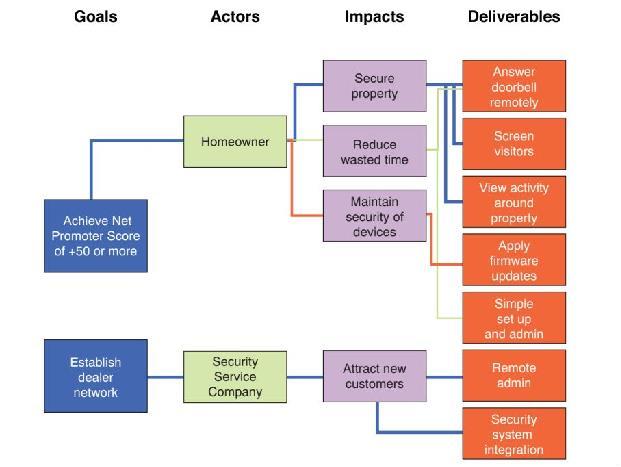 Goals
Actors
Impacts
Deliverables
Achieve Net
Promoter Score
of +50 or more
Homeowner
Secure
property
Reduce
wasted time
Maintain
security of
devices
Answer
doorbell
remotely
Screen
visitors
View activity
around
property
Apply
firmware
updates
Simple
set up
and admin
Establish
dealer
network
Security
Service
Company
Attract new
customers
Remote
admin
Security
system
integration